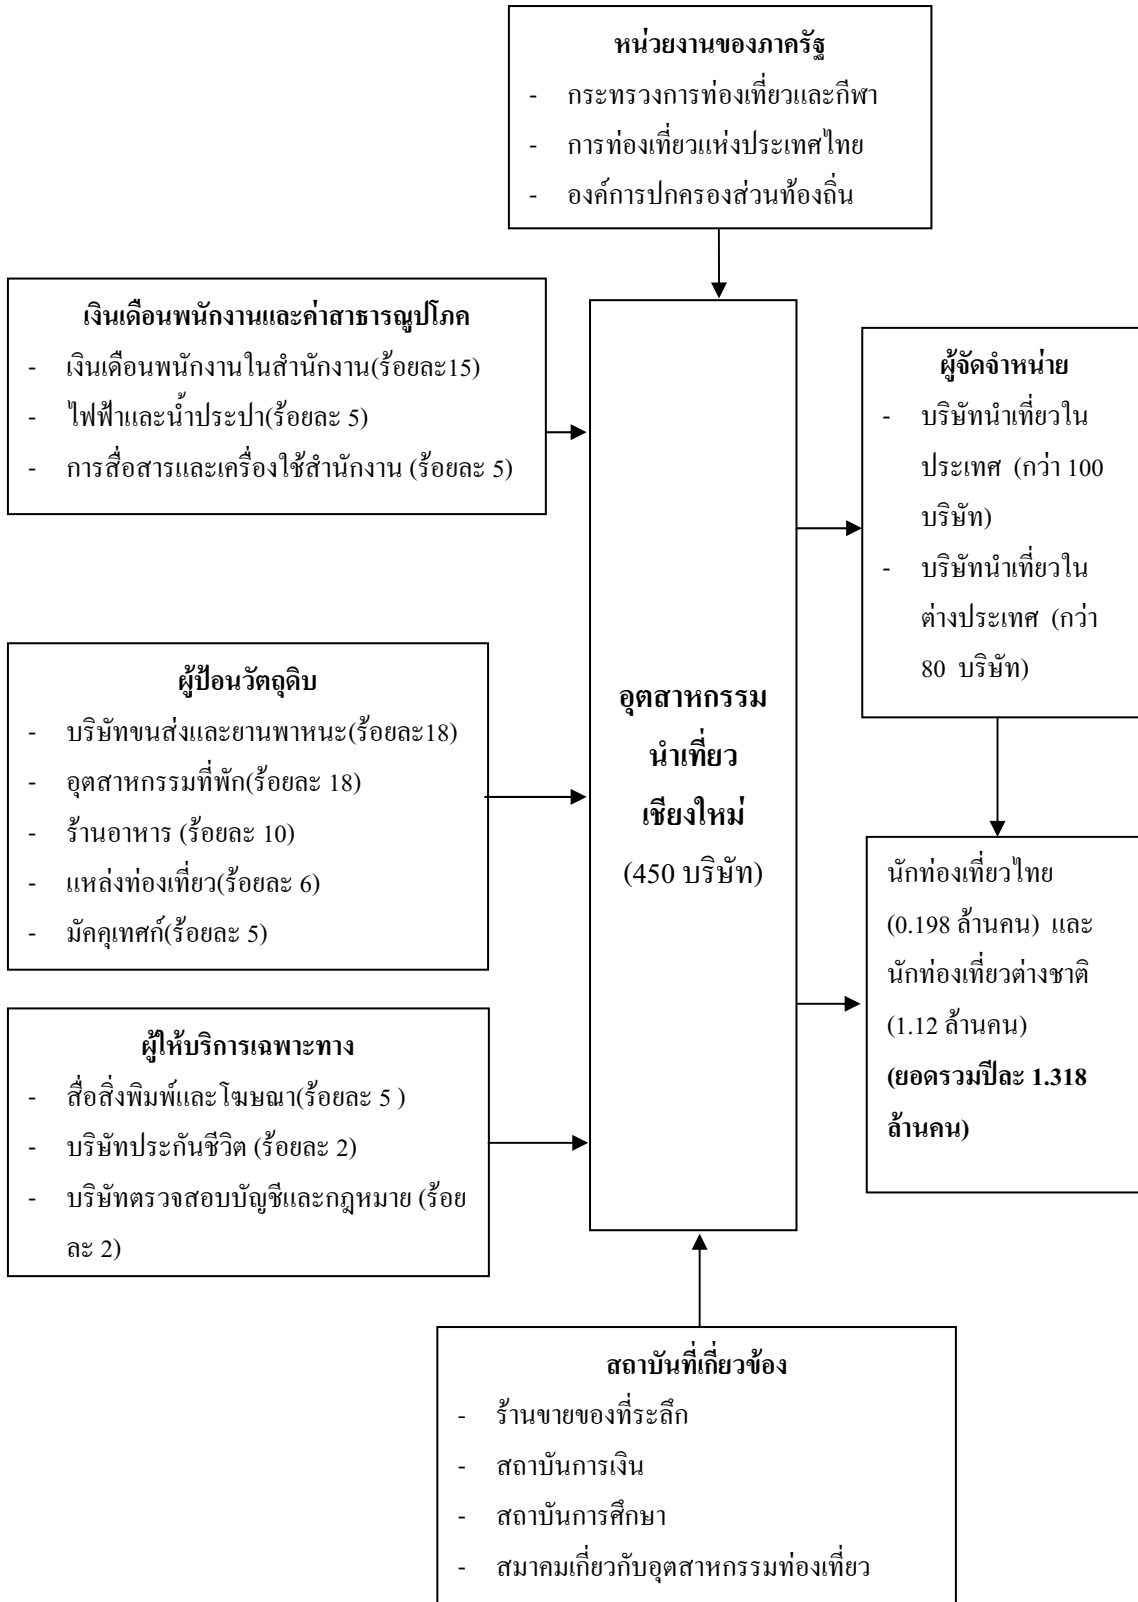 หน่วยงานของภาครัฐ
- กระทรวงการท่องเที่ยวและกีฬา
- การท่องเที่ยวแห่งประเทศไทย
- องค์การปกครองส่วนท้องถิ่น
เงินเดือนพนักงานและค่าสาธารณูปโภค
- เงินเดือนพนักงานในสำนักงาน(ร้อยละ15)
- ไฟฟ้าและน้ำประปา(ร้อยละ 5)
- การสื่อสารและเครื่องใช้สำนักงาน (ร้อยละ 5)
ผู้ป้อนวัตถุดิบ
- บริษัทขนส่งและยานพาหนะ(ร้อยละ18)
- อุตสาหกรรมที่พัก(ร้อยละ 18)
- ร้านอาหาร (ร้อยละ 10)
- แหล่งท่องเที่ยว(ร้อยละ 6)
- มัคคุเทศก์(ร้อยละ 5)
ผู้ให้บริการเฉพาะทาง
- สื่อสิ่งพิมพ์และโฆษณา(ร้อยละ 5 )
- บริษัทประกันชีวิต (ร้อยละ 2)
- บริษัทตรวจสอบบัญชีและกฎหมาย (ร้อย
ละ 2)
อุตสาหกรรม
นำเที่ยว
เชียงใหม่
(450 บริษัท)
ผู้จัดจำหน่าย
- บริษัทนำเที่ยวใน
ประเทศ (กว่า 100
บริษัท)
- บริษัทนำเที่ยวใน
ต่างประเทศ (กว่า
80 บริษัท)
นักท่องเที่ยวไทย
(0.198 ล้านคน) และ
นักท่องเที่ยวต่างชาติ
(1.12 ล้านคน)
(ยอดรวมปีละ 1.318
ล้านคน)
สถาบันที่เกี่ยวข้อง
- ร้านขายของที่ระลึก
- สถาบันการเงิน
- สถาบันการศึกษา
- สมาคมเกี่ยวกับอุตสาหกรรมท่องเที่ยว